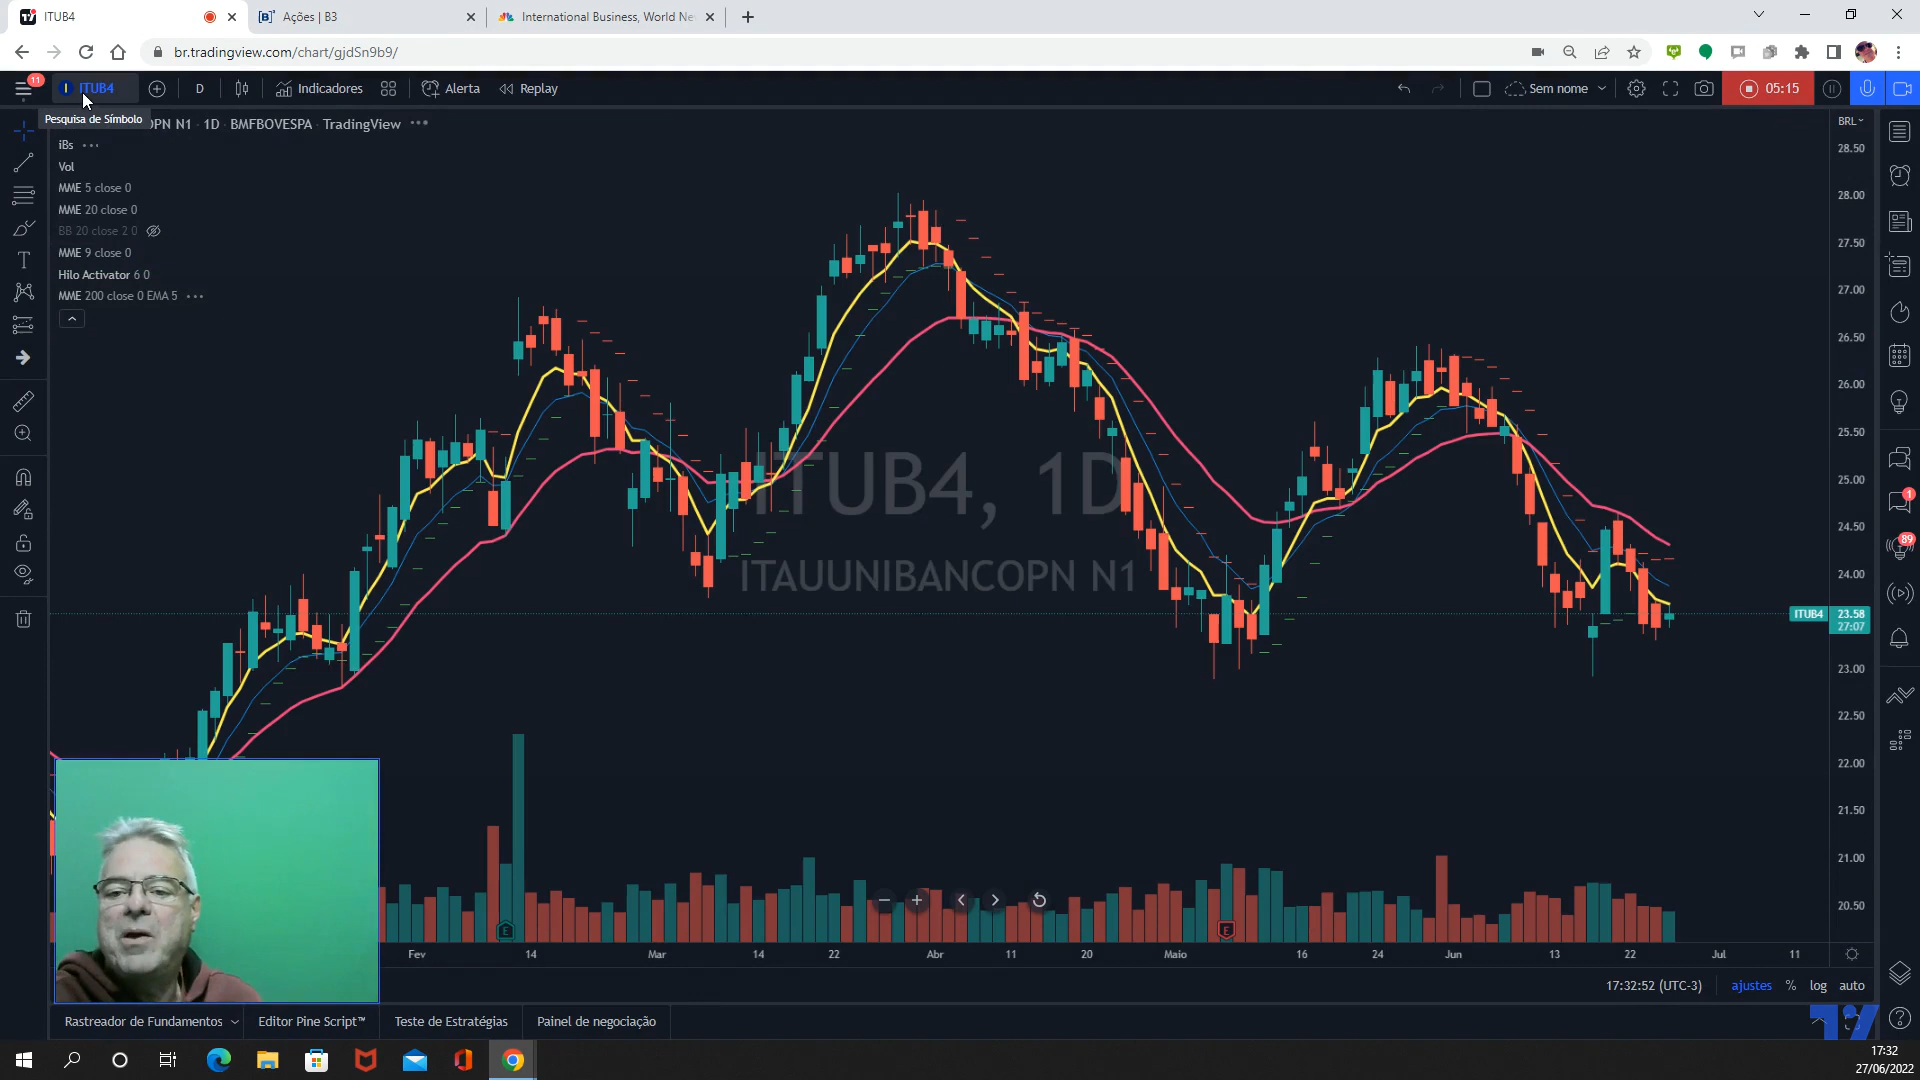 ITUB4
Ações | B3
International Business, World Ne
br.tradingview.com/chart/gjdSn9b9/
11
ITUB4
D
Indicadores
Alerta
Replay
Sem nome
05:15
Pesquisa de Símbolo
OPN N1 · 1D · BMFBOVESPA · TradingView
BRL
iBs
Vol
MME 5 close 0
MME 20 close 0
BB 20 close 2 0
MME 9 close 0
Hilo Activator 6 0
MME 200 close 0 EMA 5
28.50
28.00
27.50
27.00
26.50
26.00
25.50
25.00
24.50
24.00
ITUB4 23.58
27:07
23.00
22.50
22.00
21.50
21.00
20.50
ITUB4, 1D
ITAUUNIBANCOPN N1
1
89
E
E
Fev
14
Mar
14
22
Abr
11
20
Maio
16
24
Jun
13
22
Jul
11
17:32:52 (UTC-3)
ajustes
%
log
auto
Rastreador de Fundamentos
Editor Pine Script™
Teste de Estratégias
Painel de negociação
17:32
27/06/2022